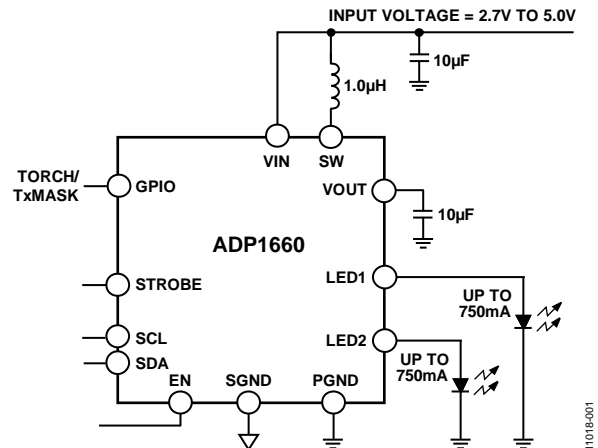 INPUT VOLTAGE = 2.7V TO 5.0V
10µF
1.0µH
VIN
SW
TORCH/
TxMASK
GPIO
VOUT
10µF
ADP1660
LED1
STROBE
UP TO
750mA
LED2
SCL
UP TO
750mA
SDA
EN
SGND
PGND
11018-001